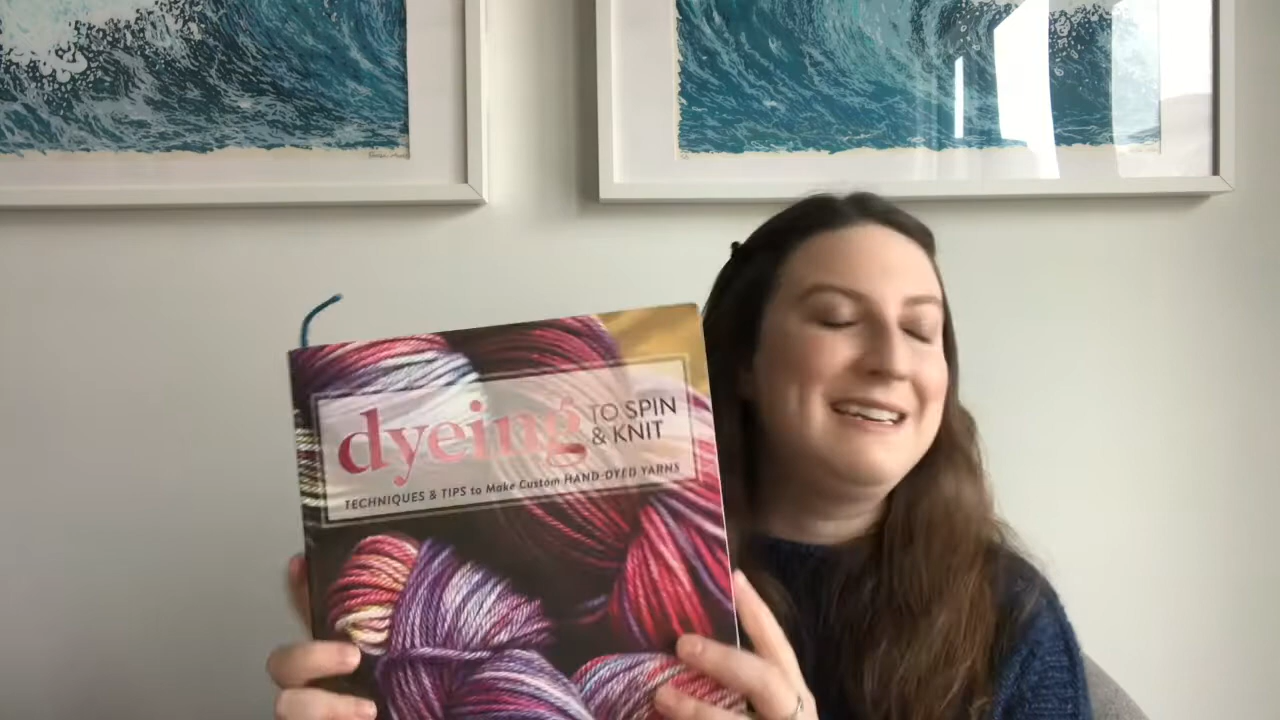 dyeing TO SPIN
& KNIT
TECHNIQUES & TIPS to Make Custom HAND-DYED YARNS